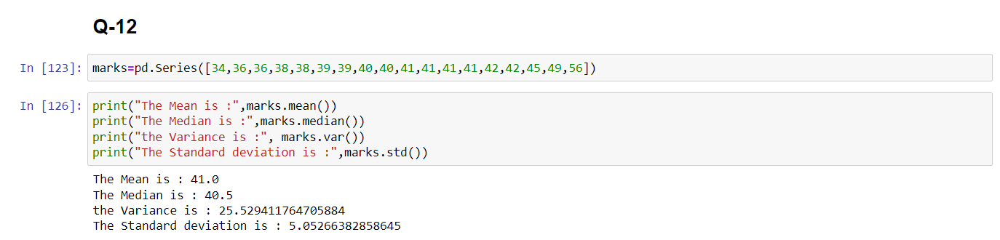 Q-12
In [123]: marks=pd.Series([34,36,36,38,38,39,39,40,40,41,41,41,41,42,42,45,49,56])
In [126]: print("The Mean is :",marks.mean())
print("The Median is :",marks.median())
print("the Variance is :", marks.var())
print("The Standard deviation is :",marks.std())
The Mean is : 41.0
The Median is : 40.5
the Variance is : 25.529411764705884
The Standard deviation is : 5.05266382858645